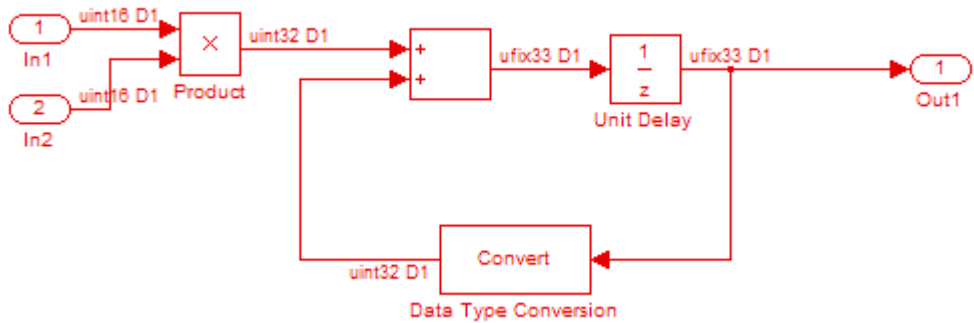 1
In1
uint16 D1
2
In2
uint16 D1
×
Product
uint32 D1
+
+
ufix33 D1
1
z
Unit Delay
ufix33 D1
1
Out1
uint32 D1
Convert
Data Type Conversion